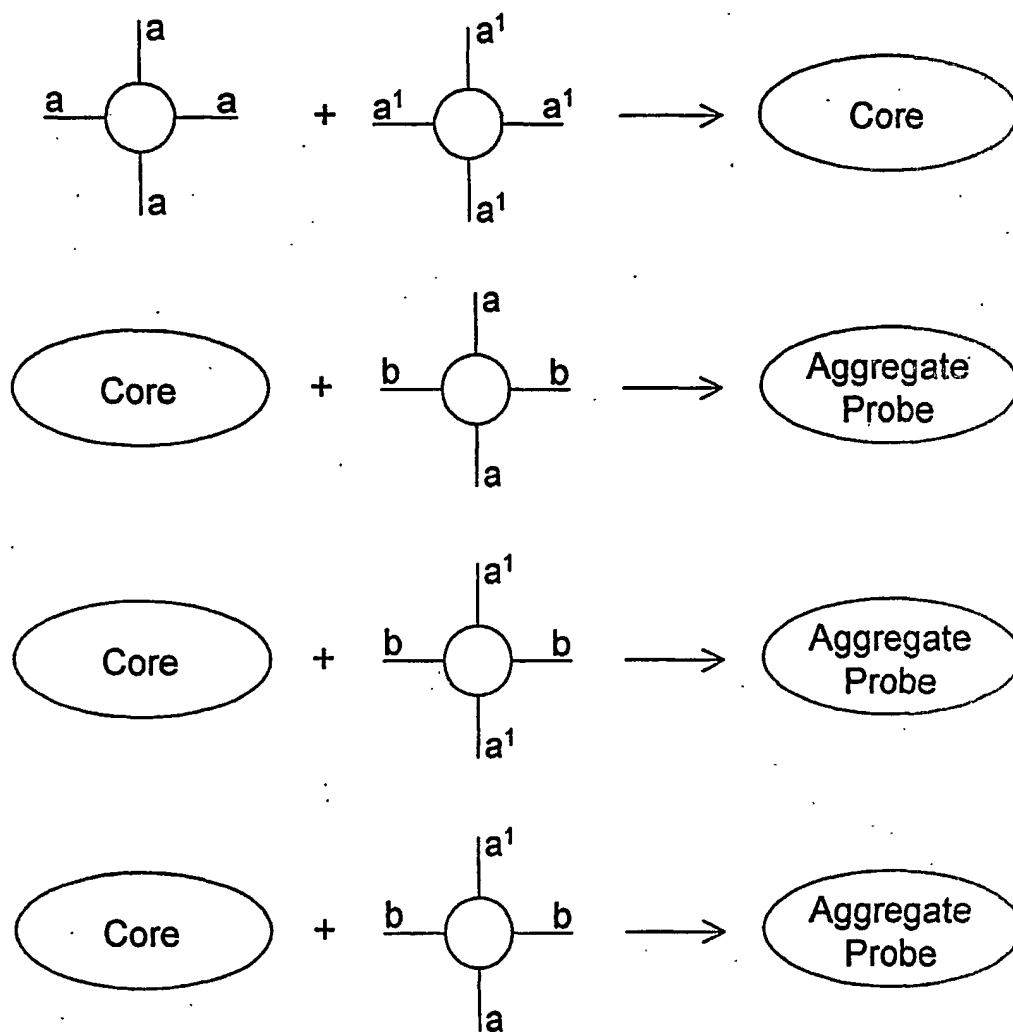 a a¹
a a + a¹ a¹ Core
a a¹
a
Core + b b Aggregate
Probe
a
a¹
Core + b b Aggregate
Probe
a¹
a¹
Core + b b Aggregate
Probe
a